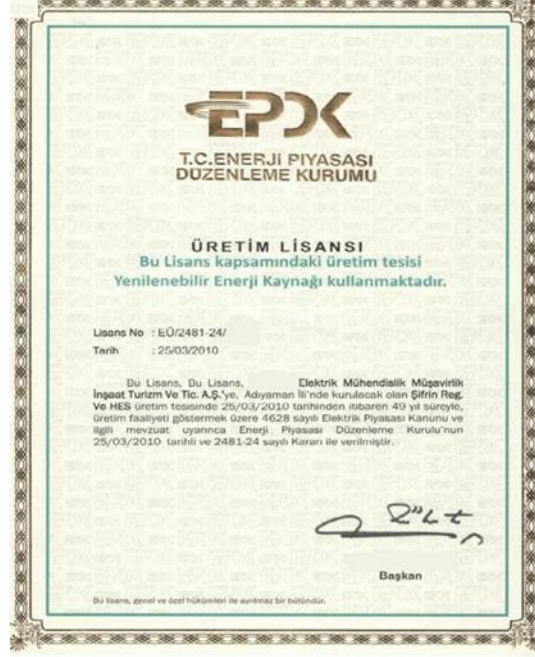 EPDK
T.C.ENERJİ PİYASASI
DÜZENLEME KURUMU
ÜRETİM LİSANSI
Bu Lisans kapsamındaki üretim tesisi
Yenilenebilir Enerji Kaynağı kullanmaktadır.
Lisans No : EÜ/2481-24/
Tarih : 25/03/2010
Bu Lisans, Bu Lisans, Elektrik Mühendislik Müşavirlik
İnşaat Turizm Ve Tic. A.Ş.'ye, Adıyaman İli'nde kurulacak olan Şifrin Reg.
Ve HES üretim tesisinde 25/03/2010 tarihinden itibaren 49 yıl süreyle,
üretim faaliyeti göstermek üzere 4628 sayılı Elektrik Piyasası Kanunu ve
ilgili mevzuat uyarınca Enerji Piyasası Düzenleme Kurulu'nun
25/03/2010 tarihli ve 2481-24 sayılı Kararı ile verilmiştir.
Başkan
Bu lisans, genel ve özel hükümleri ile ayrılmaz bir bütündür.